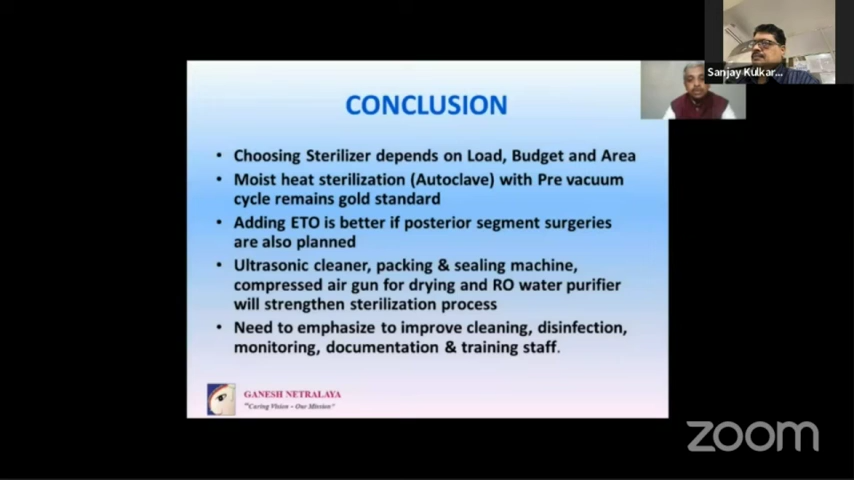 Sanjay Kulkar...
CONCLUSION
• Choosing Sterilizer depends on Load, Budget and Area
• Moist heat sterilization (Autoclave) with Pre vacuum
cycle remains gold standard
• Adding ETO is better if posterior segment surgeries
are also planned
• Ultrasonic cleaner, packing & sealing machine,
compressed air gun for drying and RO water purifier
will strengthen sterilization process
• Need to emphasize to improve cleaning, disinfection,
monitoring, documentation & training staff.
GANESH NETRALAYA
"Caring Vision - Our Mission"
zoom